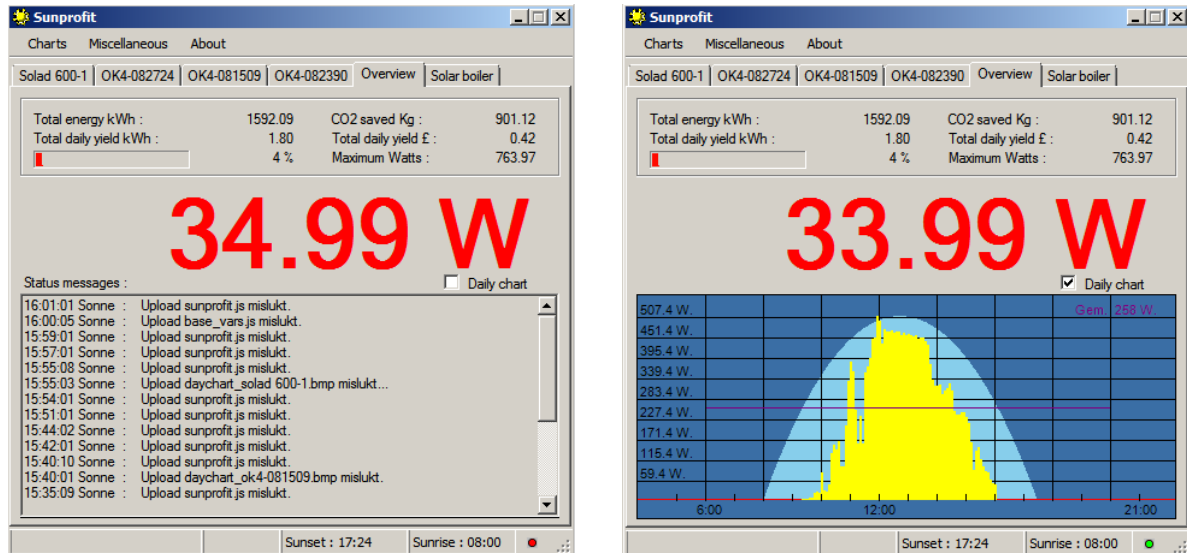 Sunprofit
Charts Miscellaneous About
Solad 600-1 OK4-082724 OK4-081509 OK4-082390 Overview Solar boiler
Total energy kWh : 1592.09 CO2 saved Kg : 901.12
Total daily yield kWh : 1.80 Total daily yield £ : 0.42
4 % Maximum Watts : 763.97
34.99 W
Status messages : Daily chart
16:01:01 Sonne : Upload sunprofit.js mislukt.
16:00:05 Sonne : Upload base_vars.js mislukt.
15:59:01 Sonne : Upload sunprofit.js mislukt.
15:57:01 Sonne : Upload sunprofit.js mislukt.
15:55:08 Sonne : Upload sunprofit.js mislukt.
15:55:03 Sonne : Upload daychart_solad 600-1.bmp mislukt...
15:54:01 Sonne : Upload sunprofit.js mislukt.
15:51:01 Sonne : Upload sunprofit.js mislukt.
15:44:02 Sonne : Upload sunprofit.js mislukt.
15:42:01 Sonne : Upload sunprofit.js mislukt.
15:40:10 Sonne : Upload sunprofit.js mislukt.
15:40:01 Sonne : Upload daychart_ok4-081509.bmp mislukt.
15:35:09 Sonne : Upload sunprofit.js mislukt.
Sunset : 17:24 Sunrise : 08:00
Sunprofit
Charts Miscellaneous About
Solad 600-1 OK4-082724 OK4-081509 OK4-082390 Overview Solar boiler
Total energy kWh : 1592.09 CO2 saved Kg : 901.12
Total daily yield kWh : 1.80 Total daily yield £ : 0.42
4 % Maximum Watts : 763.97
33.99 W
Daily chart
507.4 W. Gem. 258 W.
451.4 W.
395.4 W.
339.4 W.
283.4 W.
227.4 W.
171.4 W.
115.4 W.
59.4 W.
6:00 12:00 21:00
Sunset : 17:24 Sunrise : 08:00